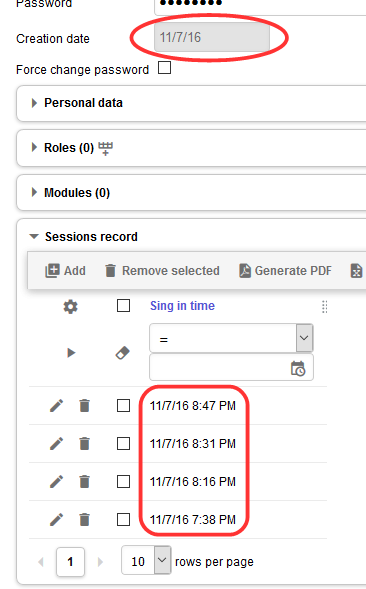 Password
Creation date 11/7/16
Force change password
Personal data
Roles (0)
Modules (0)
Sessions record
Add Remove selected Generate PDF
Sing in time
=
11/7/16 8:47 PM
11/7/16 8:31 PM
11/7/16 8:16 PM
11/7/16 7:38 PM
1 10 rows per page